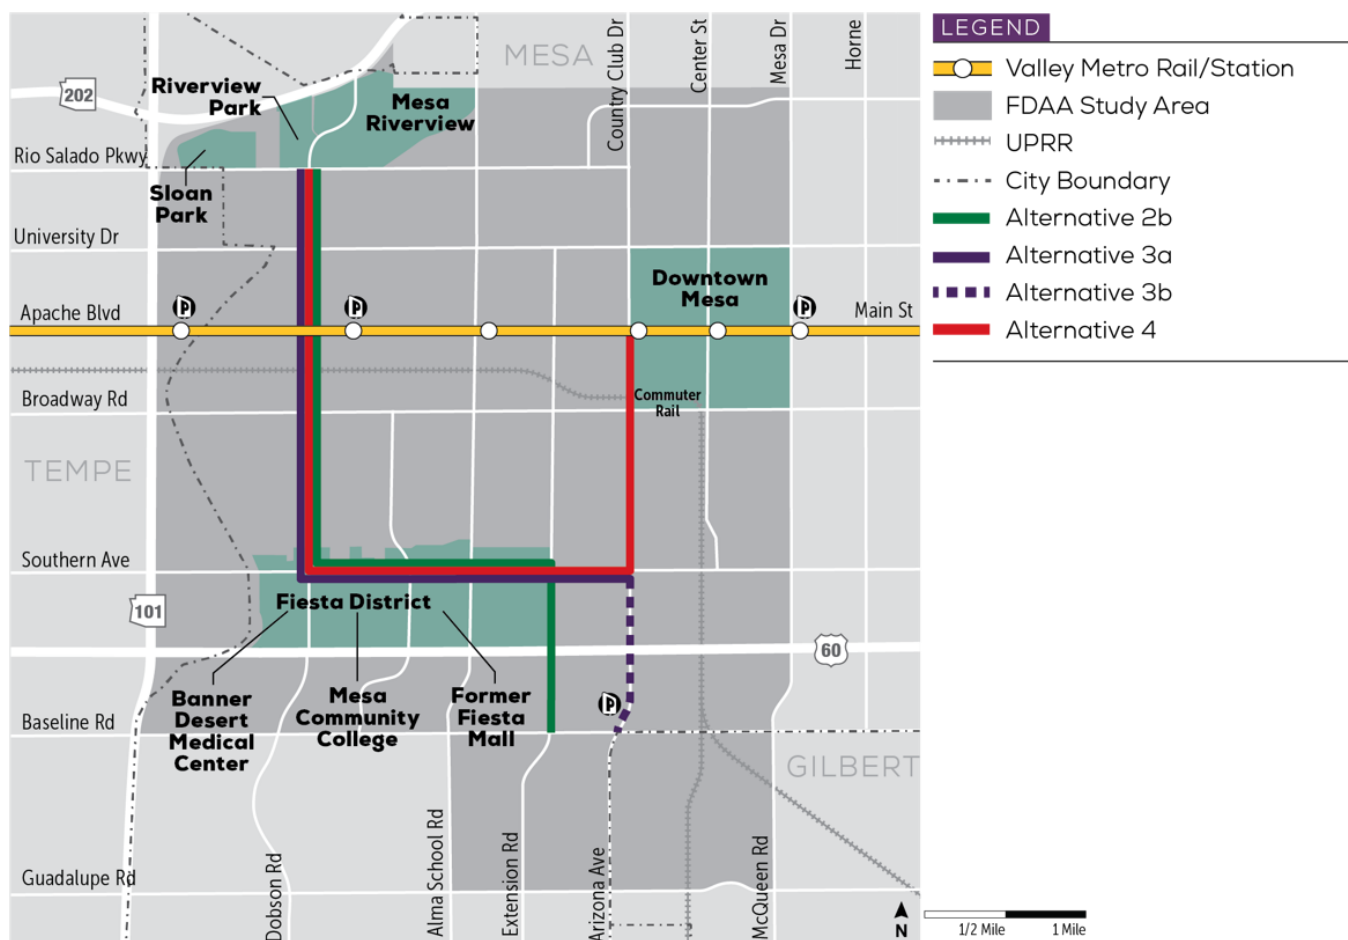 MESA
202
Riverview
Park
Mesa
Riverview
Country Club Dr
Center St
Mesa Dr
Horne
Rio Salado Pkwy
Sloan
Park
University Dr
Downtown
Mesa
Apache Blvd
P
P
P
Main St
Broadway Rd
Commuter
Rail
TEMPE
Southern Ave
101
Fiesta District
60
Banner
Desert
Medical
Center
Mesa
Community
College
Former
Fiesta
Mall
P
Baseline Rd
GILBERT
Guadalupe Rd
Dobson Rd
Alma School Rd
Extension Rd
Arizona Ave
McQueen Rd
N
1/2 Mile
1 Mile
LEGEND
Valley Metro Rail/Station
FDAA Study Area
UPRR
City Boundary
Alternative 2b
Alternative 3a
Alternative 3b
Alternative 4